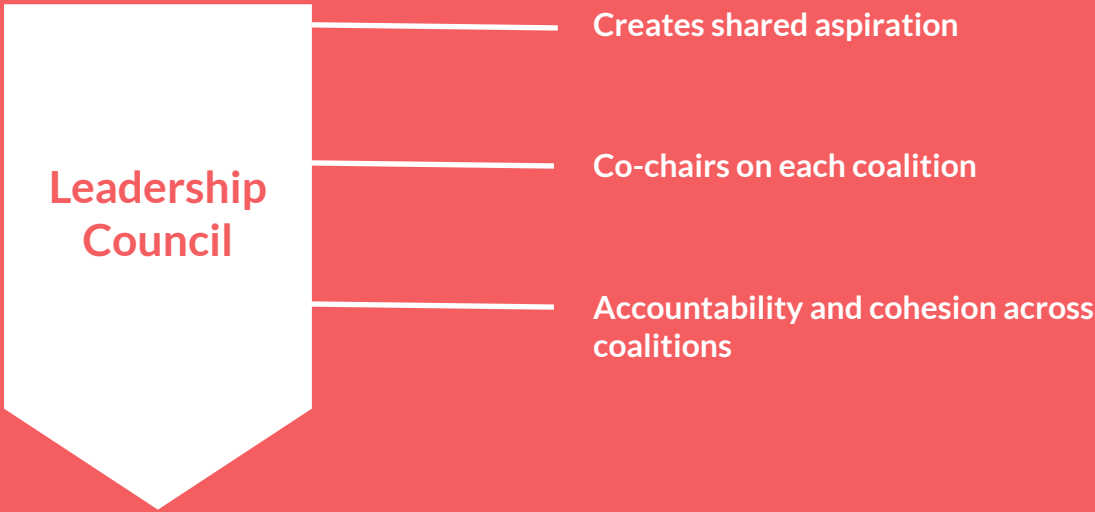 Leadership
Council
Creates shared aspiration
Co-chairs on each coalition
Accountability and cohesion across
coalitions